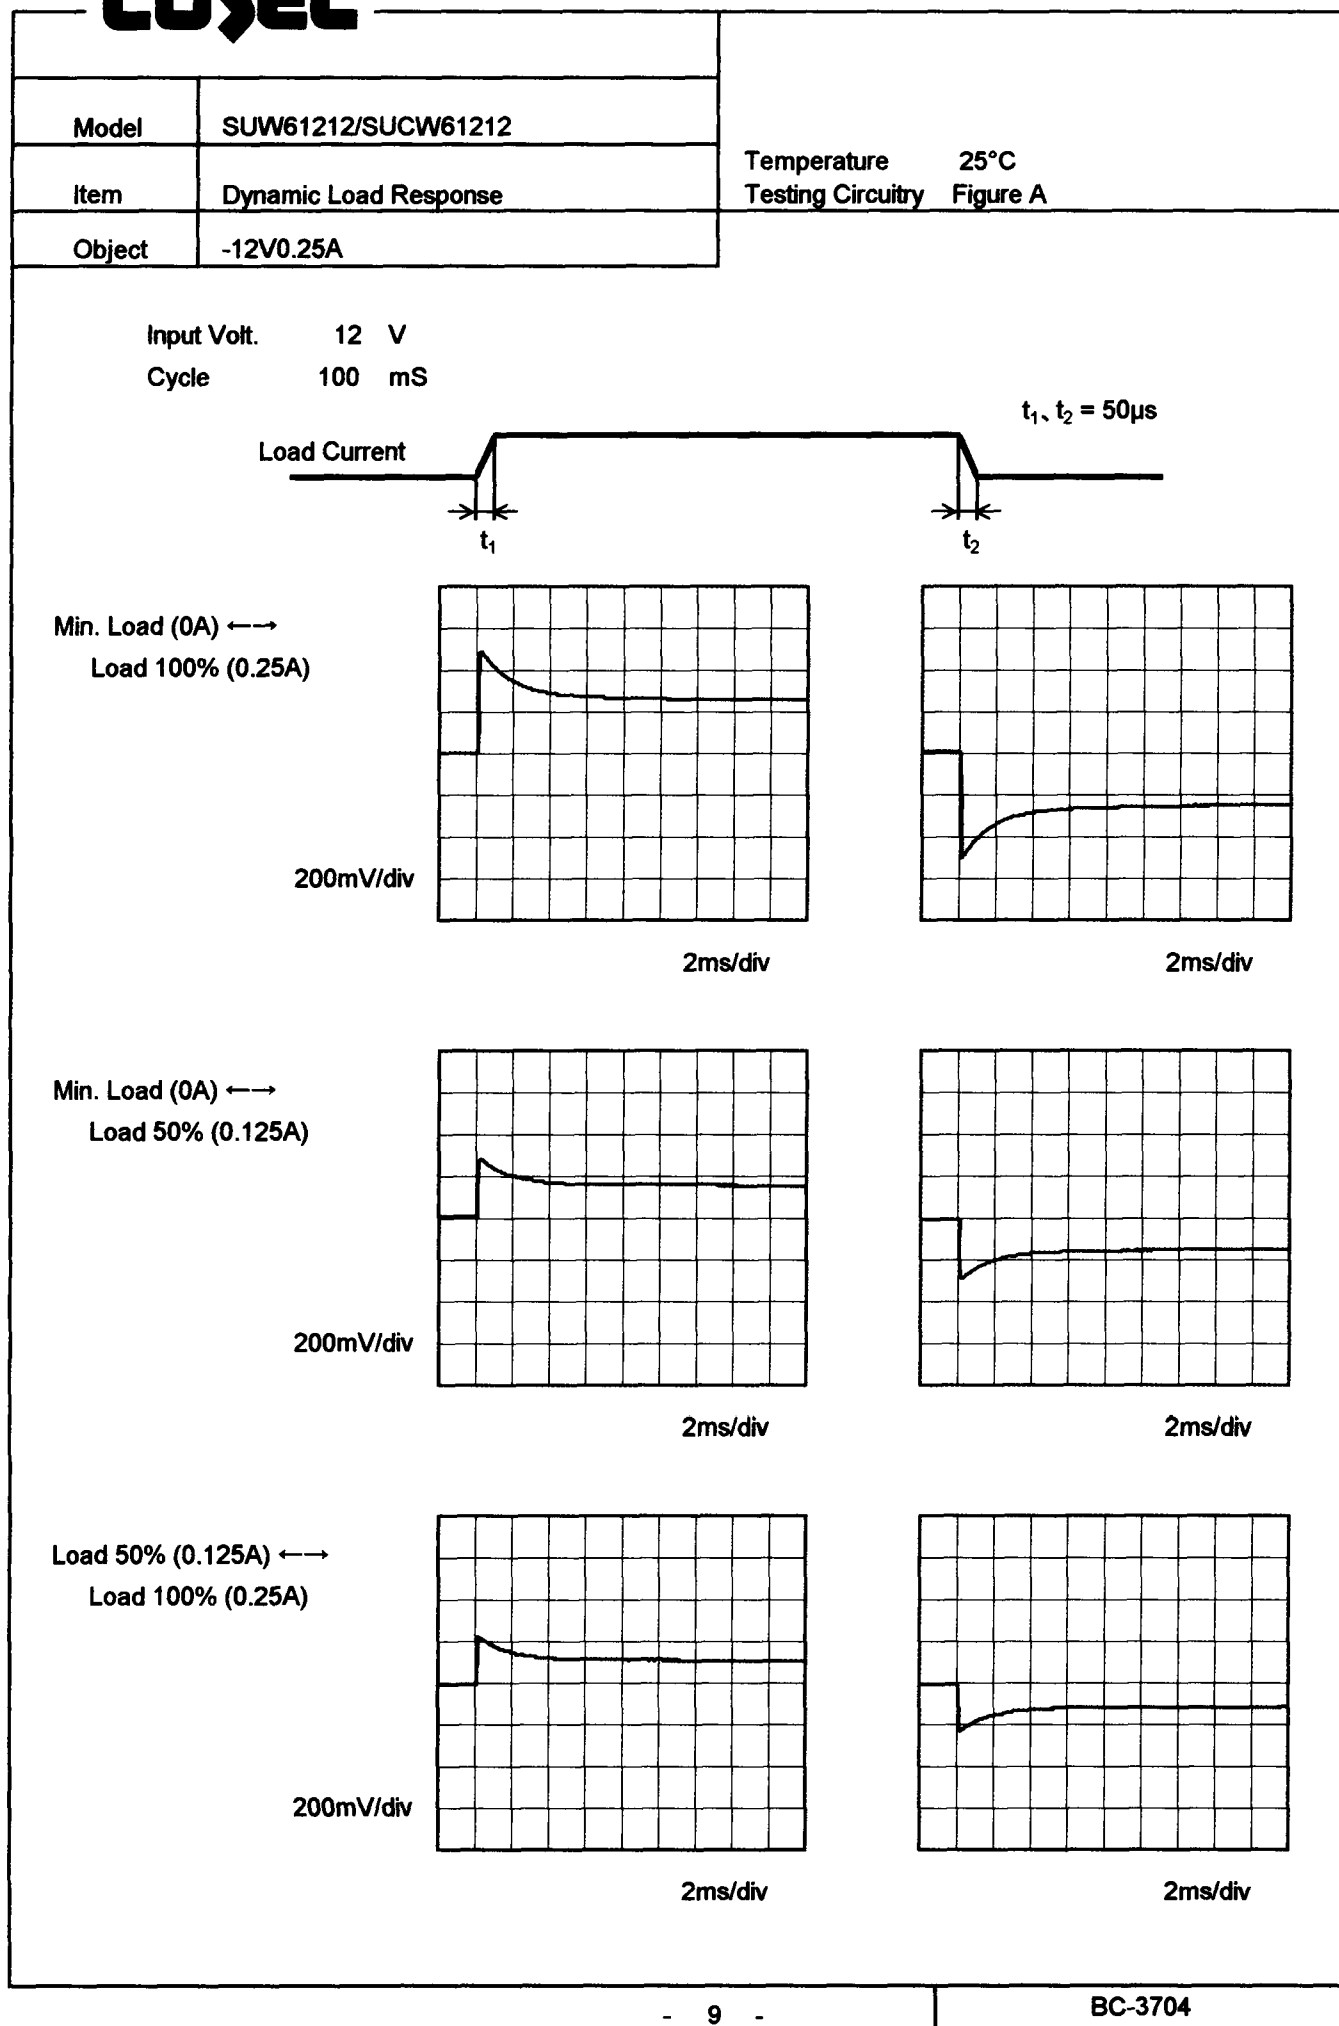 COSEL
Model SUW61212/SUCW61212
Item Dynamic Load Response
Object -12V0.25A
Temperature 25°C
Testing Circuitry Figure A
Input Volt. 12 V
Cycle 100 mS
t₁、t₂ = 50µs
Load Current
t₁ t₂
Min. Load (0A) ←→
Load 100% (0.25A)
200mV/div
2ms/div 2ms/div
Min. Load (0A) ←→
Load 50% (0.125A)
200mV/div
2ms/div 2ms/div
Load 50% (0.125A) ←→
Load 100% (0.25A)
200mV/div
2ms/div 2ms/div
- 9 - BC-3704